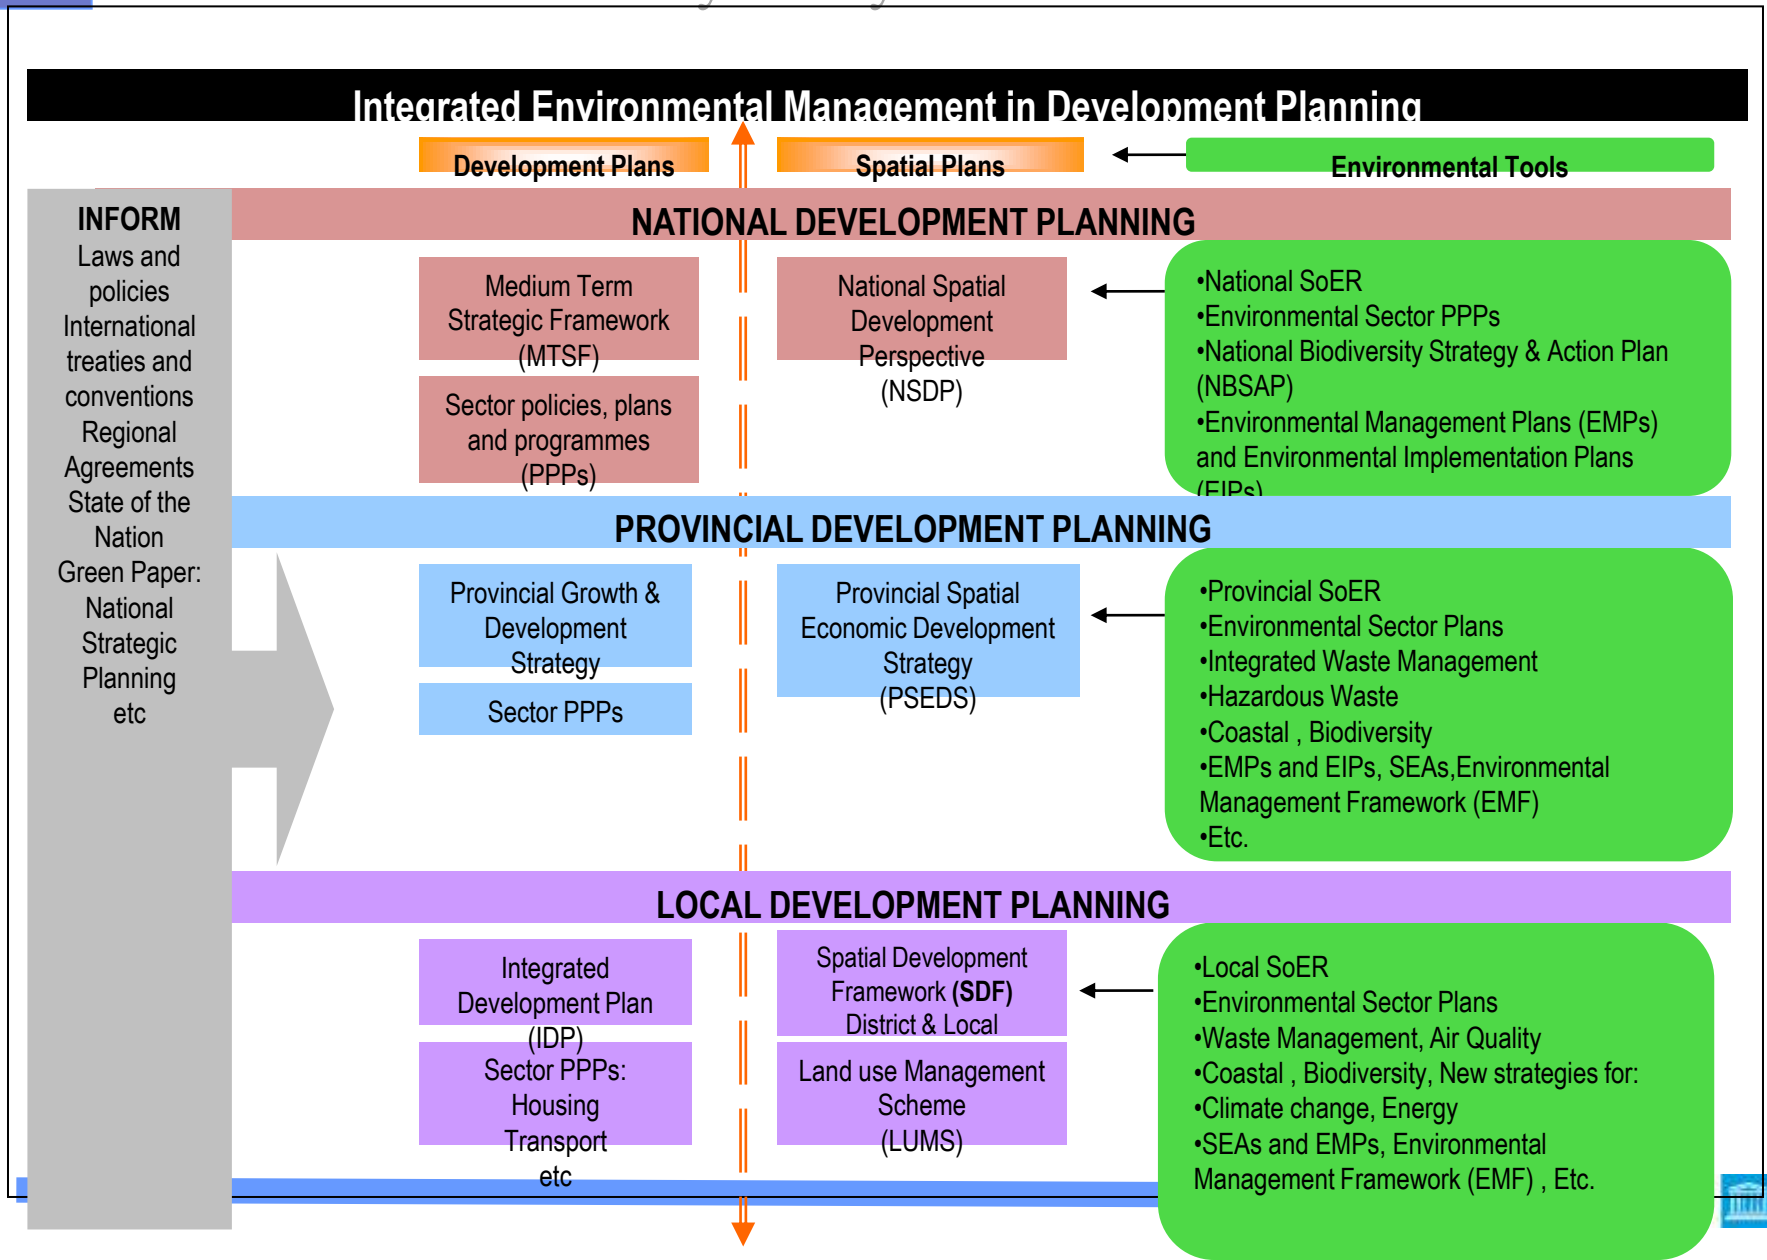 Integrated Environmental Management in Development Planning
Development Plans
Spatial Plans
Environmental Tools
INFORM
Laws and
policies
International
treaties and
conventions
Regional
Agreements
State of the
Nation
Green Paper:
National
Strategic
Planning
etc
NATIONAL DEVELOPMENT PLANNING
Medium Term
Strategic Framework
(MTSF)
Sector policies, plans
and programmes
(PPPs)
National Spatial
Development
Perspective
(NSDP)
•National SoER
•Environmental Sector PPPs
•National Biodiversity Strategy & Action Plan
(NBSAP)
•Environmental Management Plans (EMPs)
and Environmental Implementation Plans
(EIPs)
PROVINCIAL DEVELOPMENT PLANNING
Provincial Growth &
Development
Strategy
Sector PPPs
Provincial Spatial
Economic Development
Strategy
(PSEDS)
•Provincial SoER
•Environmental Sector Plans
•Integrated Waste Management
•Hazardous Waste
•Coastal , Biodiversity
•EMPs and EIPs, SEAs,Environmental
Management Framework (EMF)
•Etc.
LOCAL DEVELOPMENT PLANNING
Integrated
Development Plan
(IDP)
Sector PPPs:
Housing
Transport
etc
Spatial Development
Framework (SDF)
District & Local
Land use Management
Scheme
(LUMS)
•Local SoER
•Environmental Sector Plans
•Waste Management, Air Quality
•Coastal , Biodiversity, New strategies for:
•Climate change, Energy
•SEAs and EMPs, Environmental
Management Framework (EMF) , Etc.